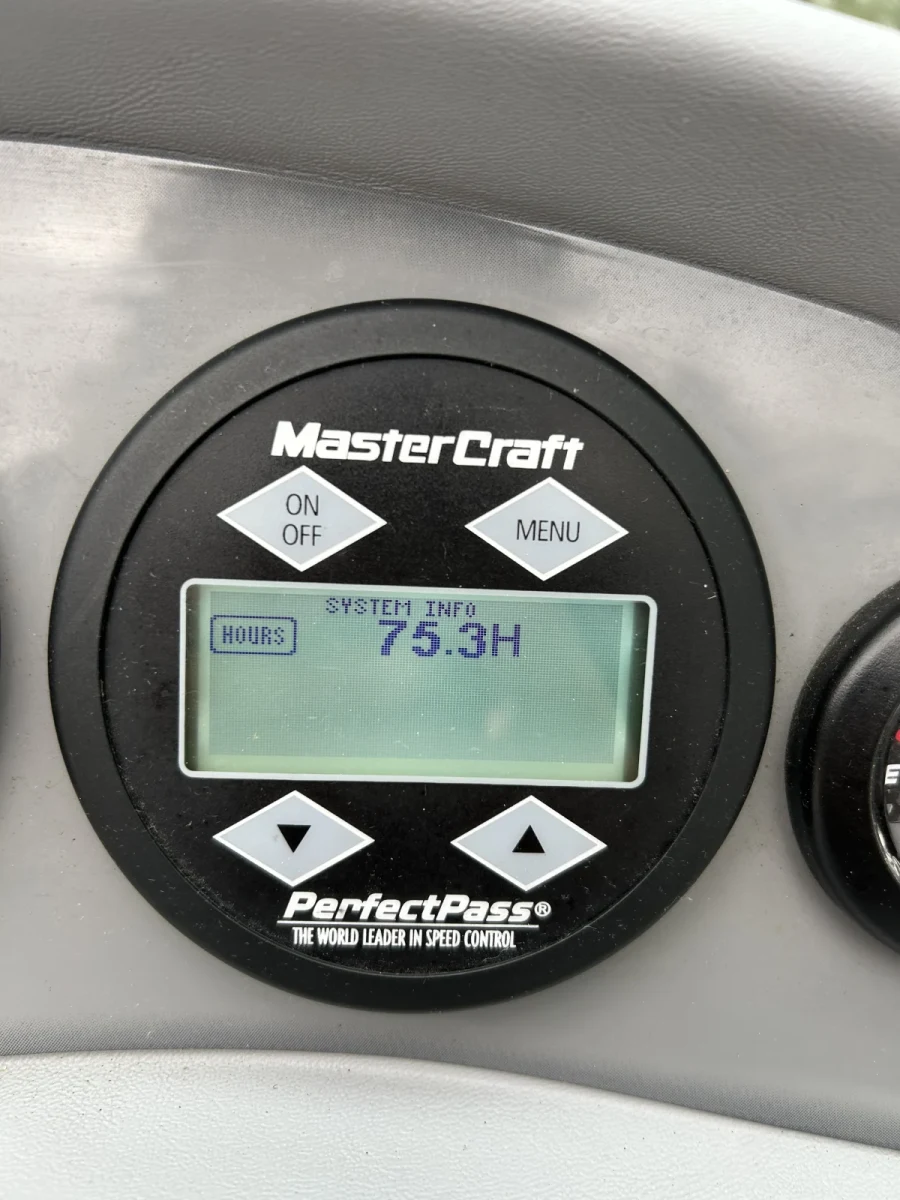 MasterCraft
ON
OFF
MENU
SYSTEM INFO
HOURS 75.3H
▼ ▲
PerfectPass®
THE WORLD LEADER IN SPEED CONTROL